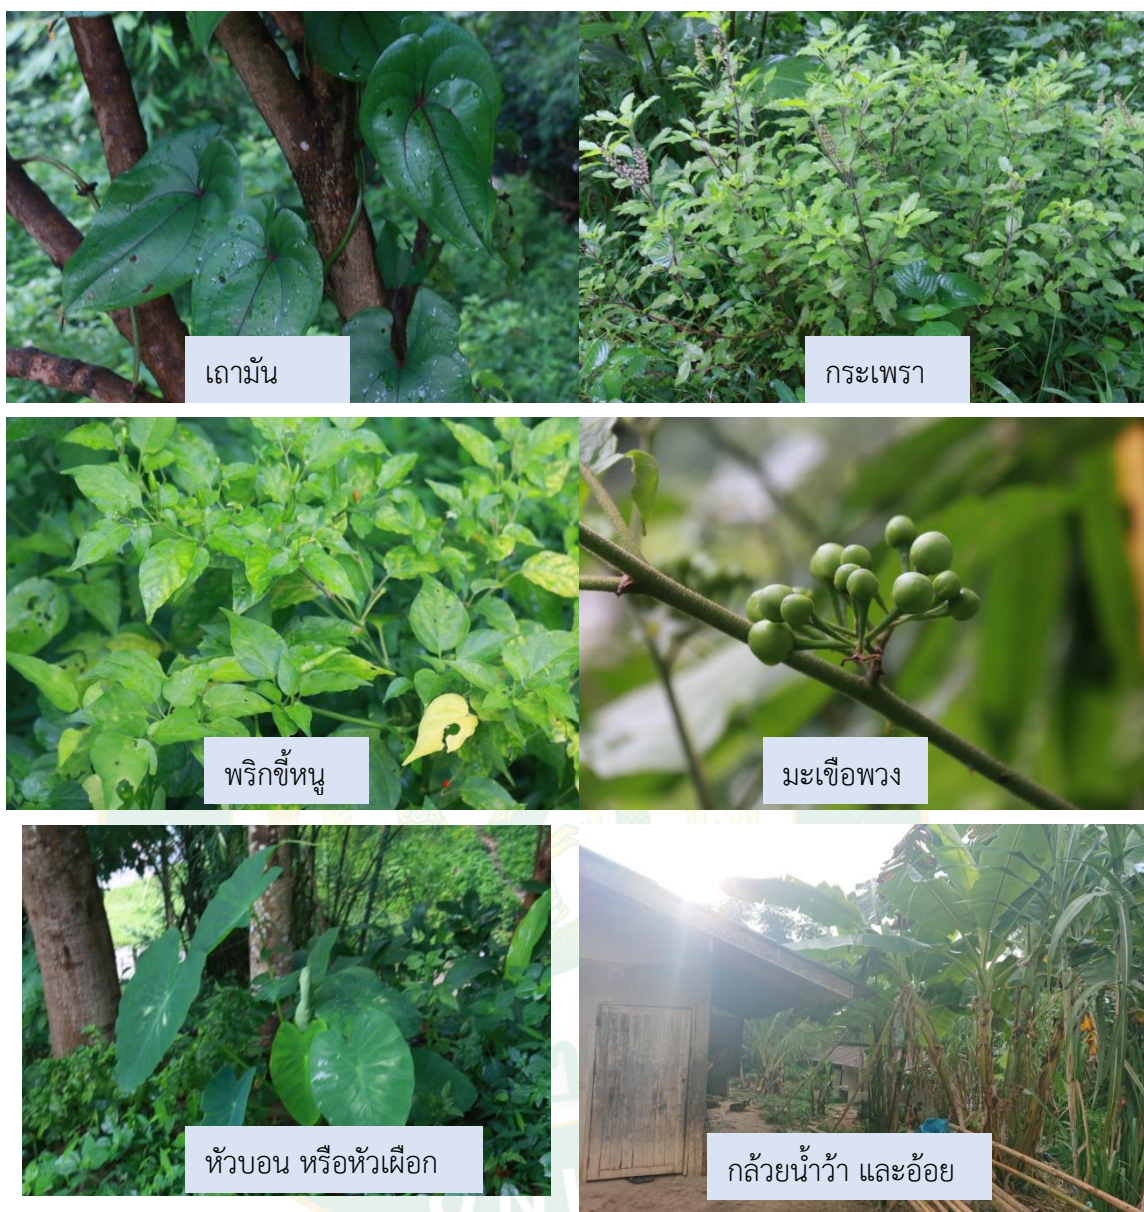 เถามัน
กระเพรา
พริกขี้หนู
มะเขือพวง
หัวบอน หรือหัวเผือก
กล้วยน้ำว้า และอ้อย